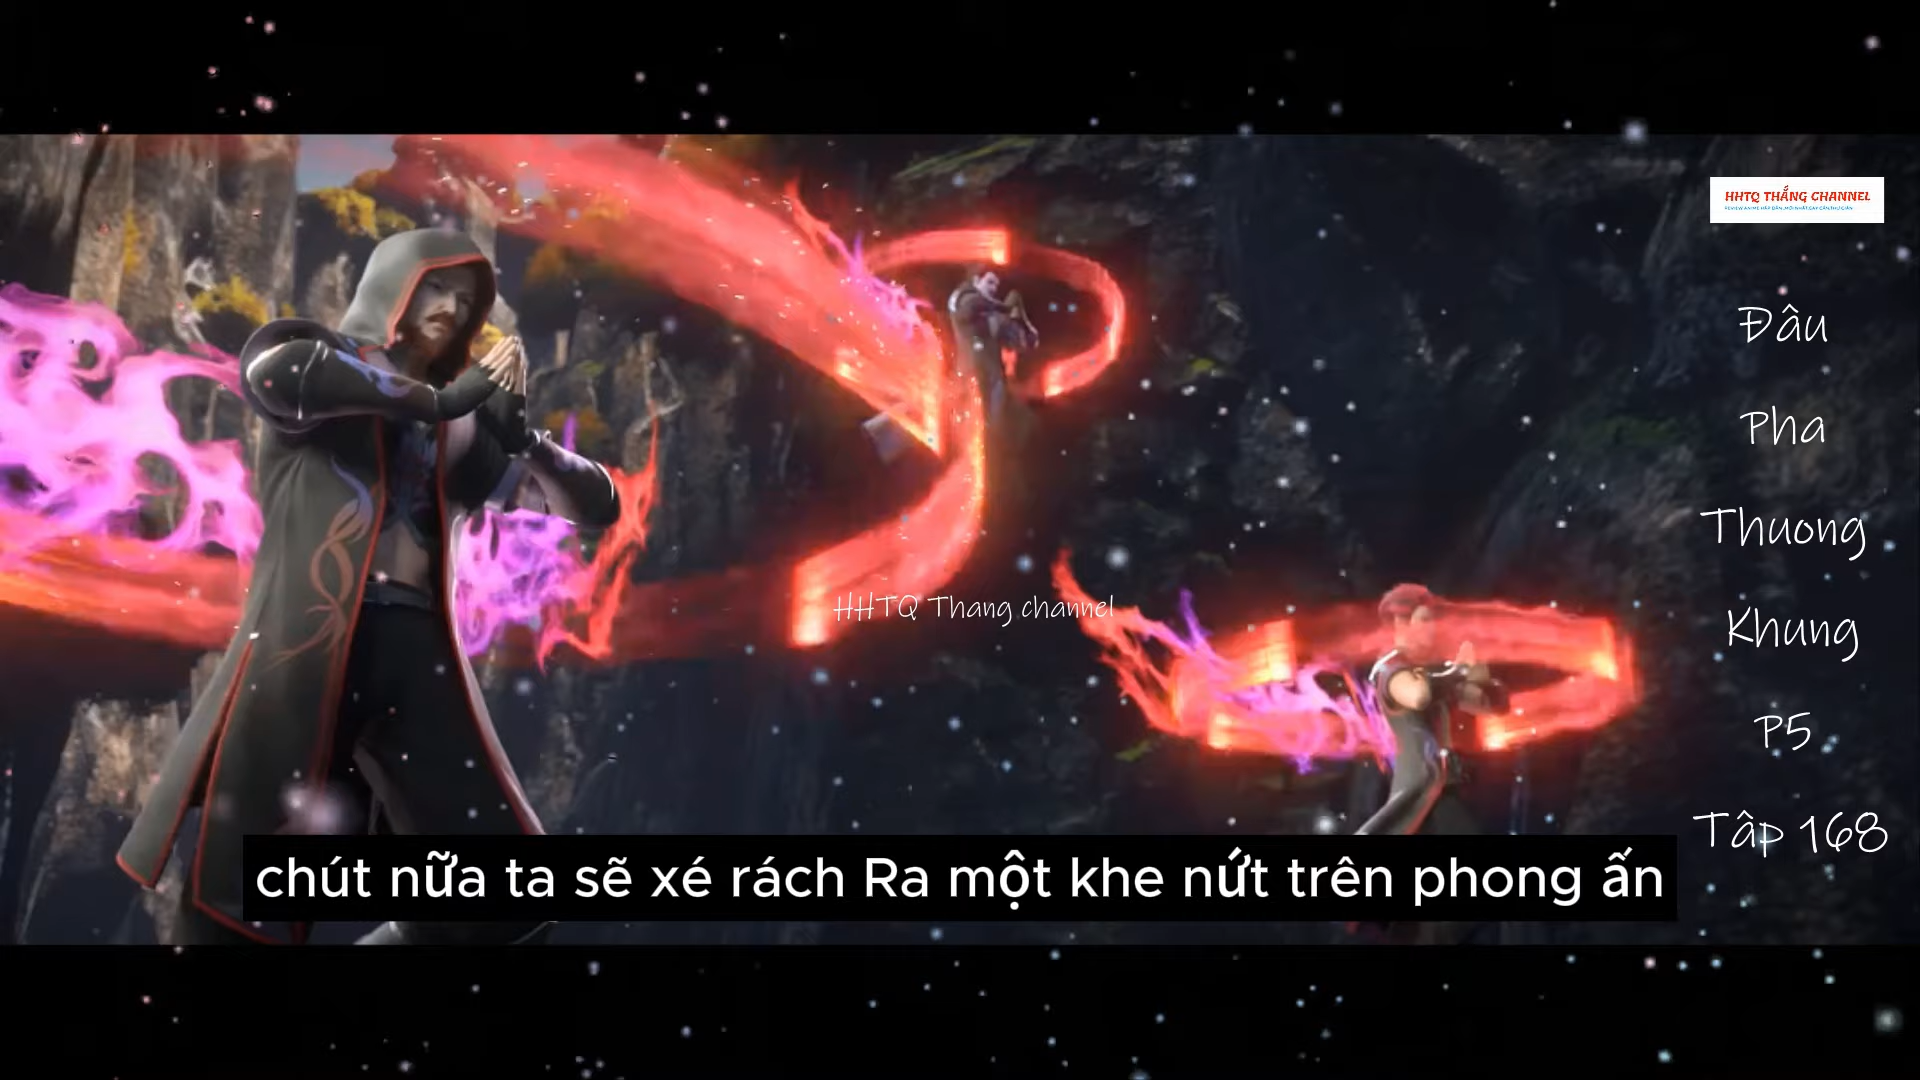 HHTQ THẮNG CHANNEL
Đâu
Pha
Thuong
Khung
P5
Tâp 168
HHTQ Thang channel
chút nữa ta sẽ xé rách Ra một khe nứt trên phong ấn